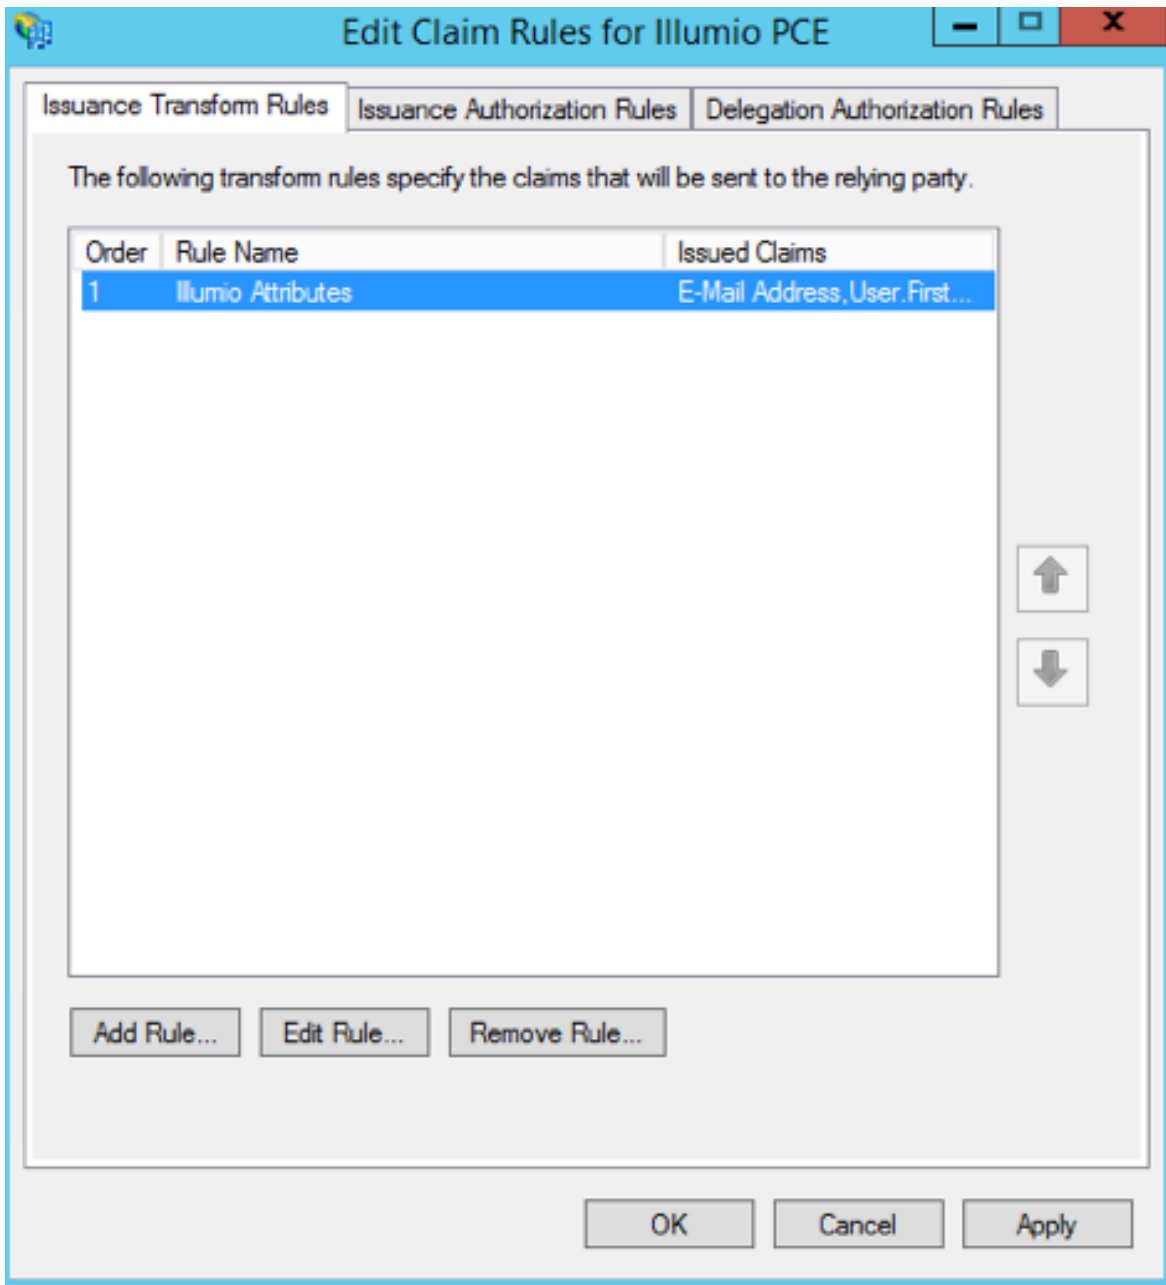 Edit Claim Rules for Illumio PCE
Issuance Transform Rules Issuance Authorization Rules Delegation Authorization Rules
The following transform rules specify the claims that will be sent to the relying party.
Order Rule Name Issued Claims
1 Illumio Attributes E-Mail Address,User.First...
Add Rule... Edit Rule... Remove Rule...
OK Cancel Apply